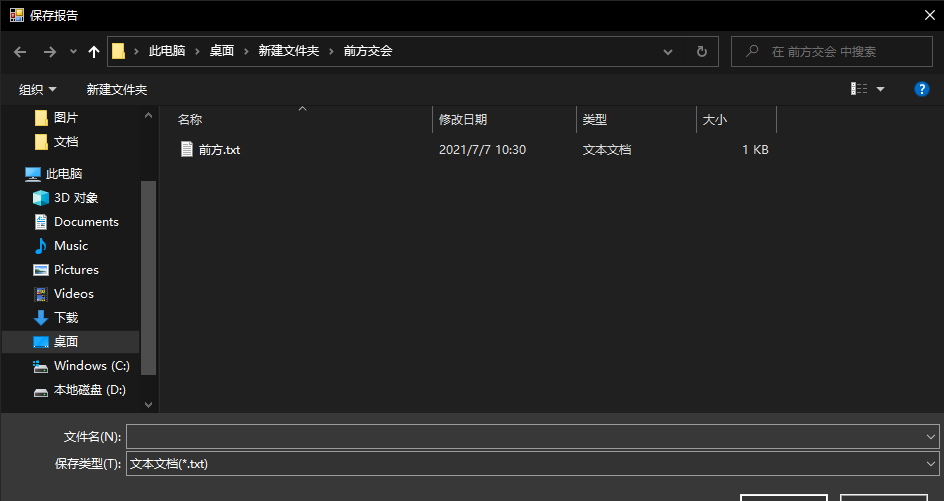 保存报告
此电脑 桌面 新建文件夹 前方交会
在 前方交会 中搜索
组织 新建文件夹
图片
文档
此电脑
3D 对象
Documents
Music
Pictures
Videos
下载
桌面
Windows (C:)
本地磁盘 (D:)
名称 修改日期 类型 大小
前方.txt 2021/7/7 10:30 文本文档 1 KB
文件名(N):
保存类型(T): 文本文档(*.txt)